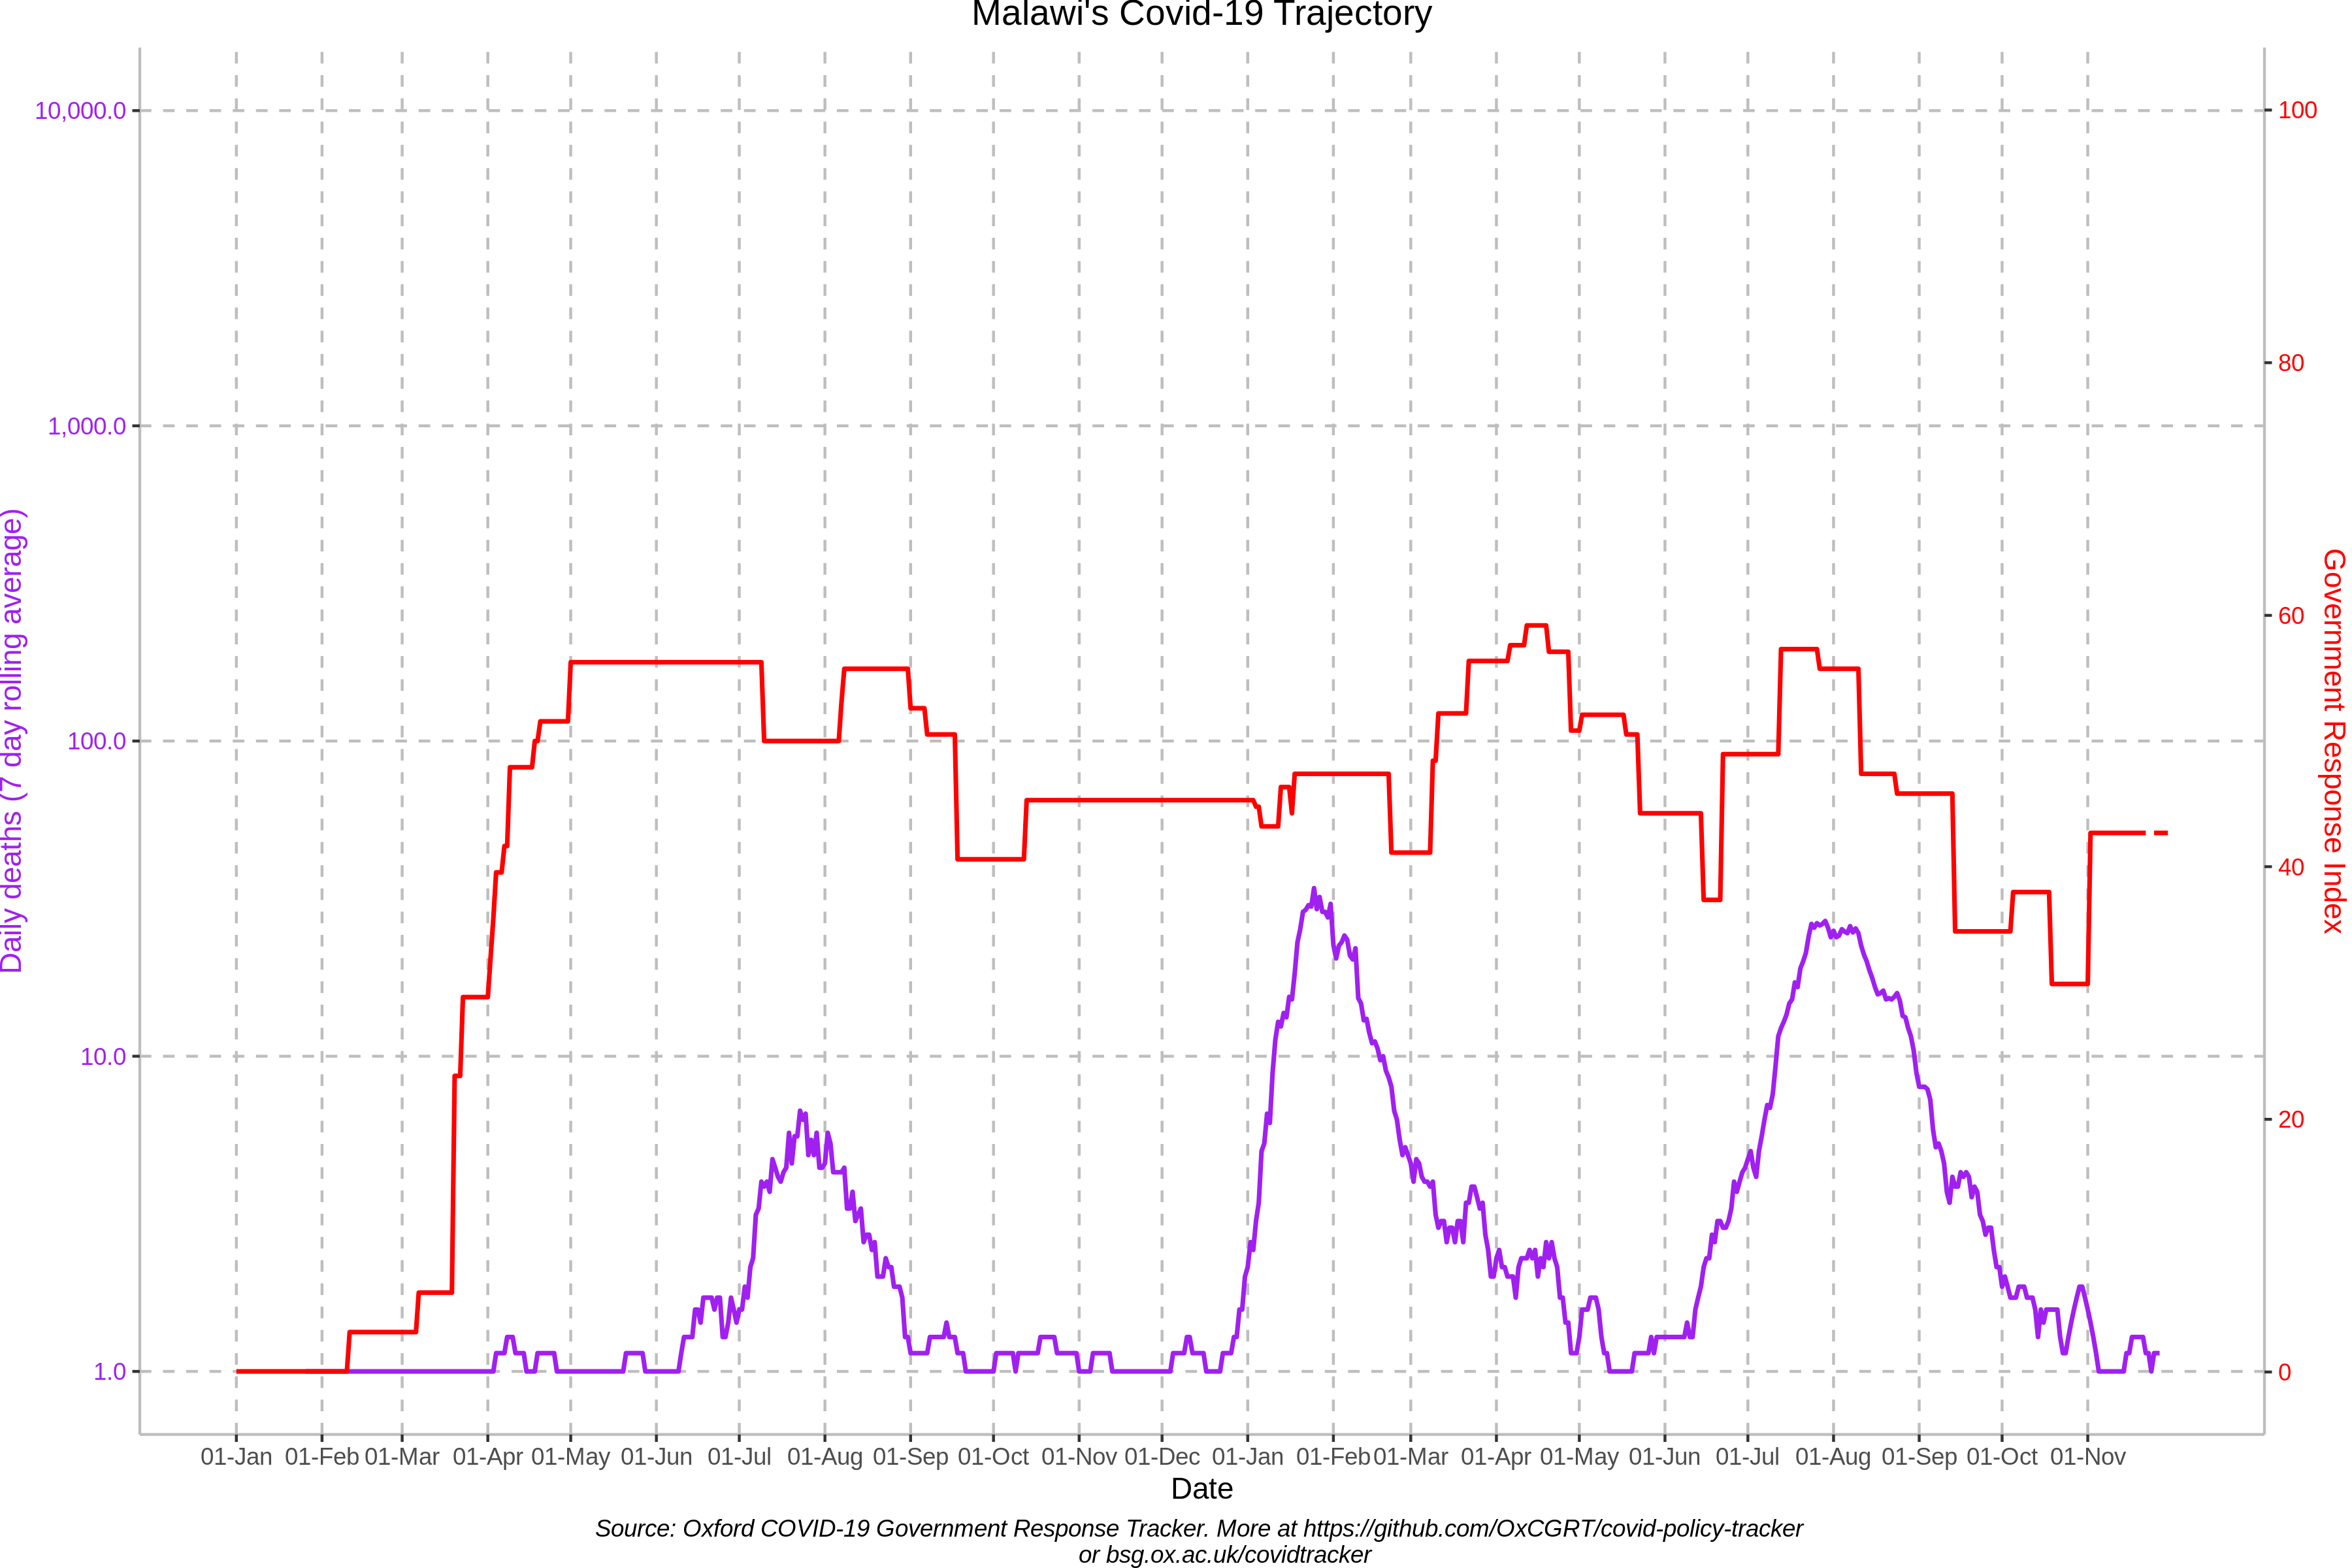 Malawi's Covid-19 Trajectory
10,000.0
1,000.0
100.0
10.0
1.0
Daily deaths (7 day rolling average)
100
80
60
40
20
0
Government Response Index
01-Jan 01-Feb 01-Mar 01-Apr 01-May 01-Jun 01-Jul 01-Aug 01-Sep 01-Oct 01-Nov 01-Dec 01-Jan 01-Feb 01-Mar 01-Apr 01-May 01-Jun 01-Jul 01-Aug 01-Sep 01-Oct 01-Nov
Date
Source: Oxford COVID-19 Government Response Tracker. More at https://github.com/OxCGRT/covid-policy-tracker
or bsg.ox.ac.uk/covidtracker